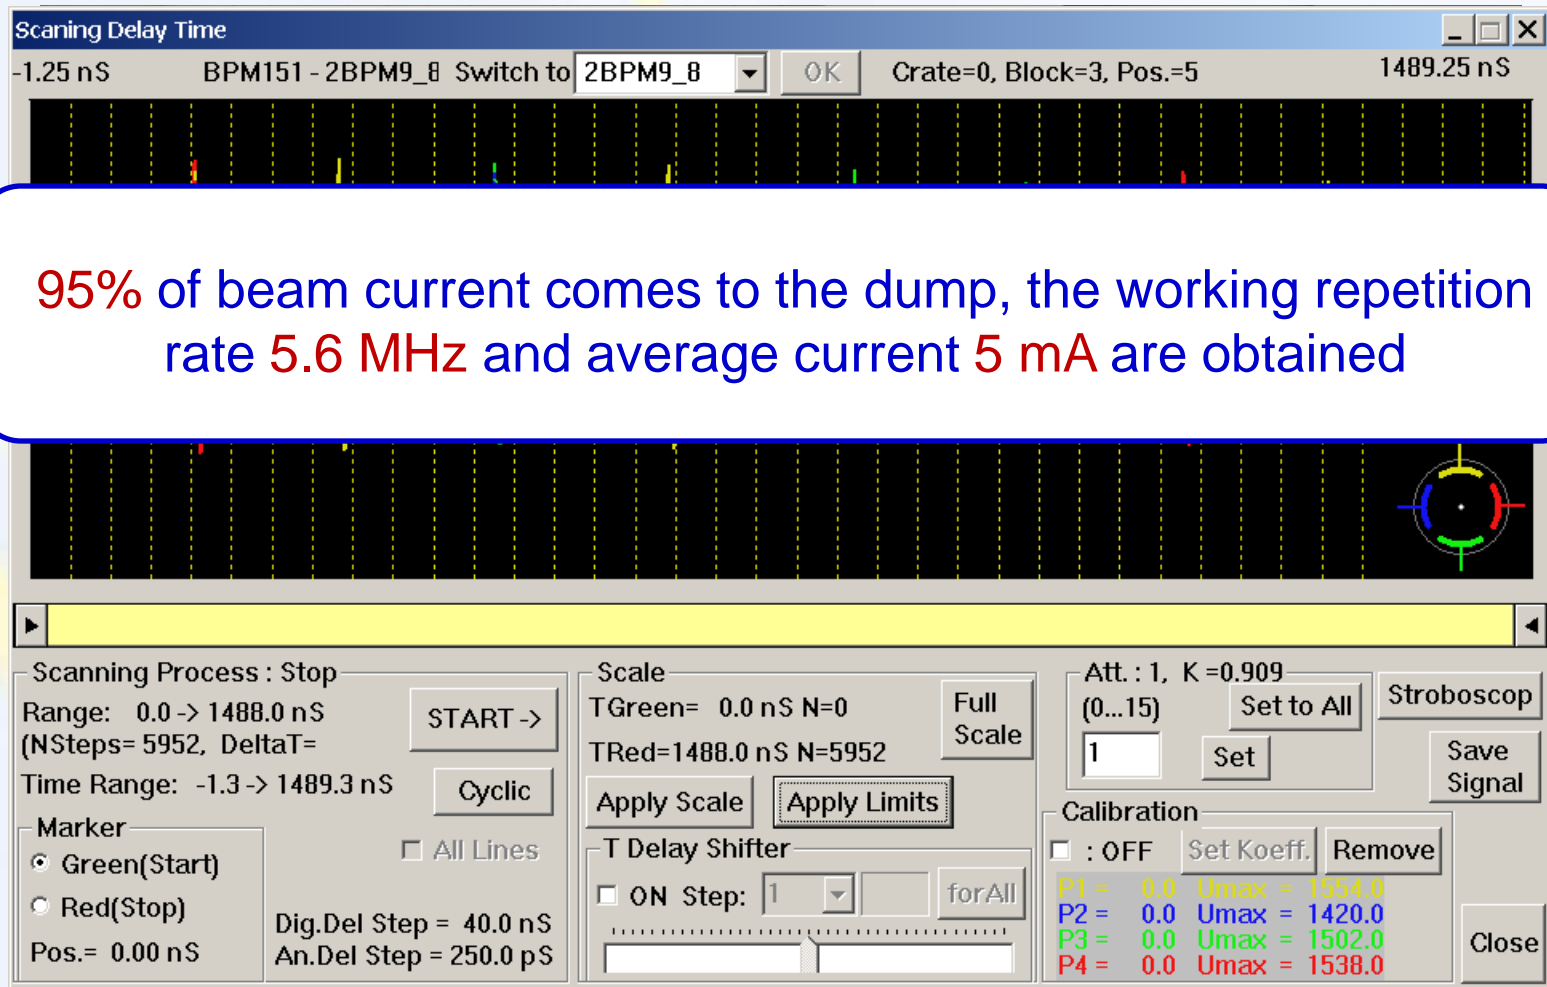 Scaning Delay Time
-1.25 nS BPM151 - 2BPM9_8 Switch to 2BPM9_8 OK Crate=0, Block=3, Pos.=5 1489.25 nS
95% of beam current comes to the dump, the working repetition
rate 5.6 MHz and average current 5 mA are obtained
Scanning Process : Stop
Range: 0.0 -> 1488.0 nS
(NSteps= 5952, DeltaT=
START ->
Time Range: -1.3 -> 1489.3 nS
Cyclic
Marker
Green(Start)
Red(Stop)
Pos.= 0.00 nS
All Lines
Dig.Del Step = 40.0 nS
An.Del Step = 250.0 pS
Scale
TGreen= 0.0 nS N=0
TRed=1488.0 nS N=5952
Full
Scale
Apply Scale Apply Limits
T Delay Shifter
ON Step: 1 forAll
Att. : 1, K =0.909
(0...15) Set to All
1 Set
Stroboscop
Save
Signal
Calibration
: OFF Set Koeff. Remove
P1 = 0.0 Umax = 1554.0
P2 = 0.0 Umax = 1420.0
P3 = 0.0 Umax = 1502.0
P4 = 0.0 Umax = 1538.0
Close